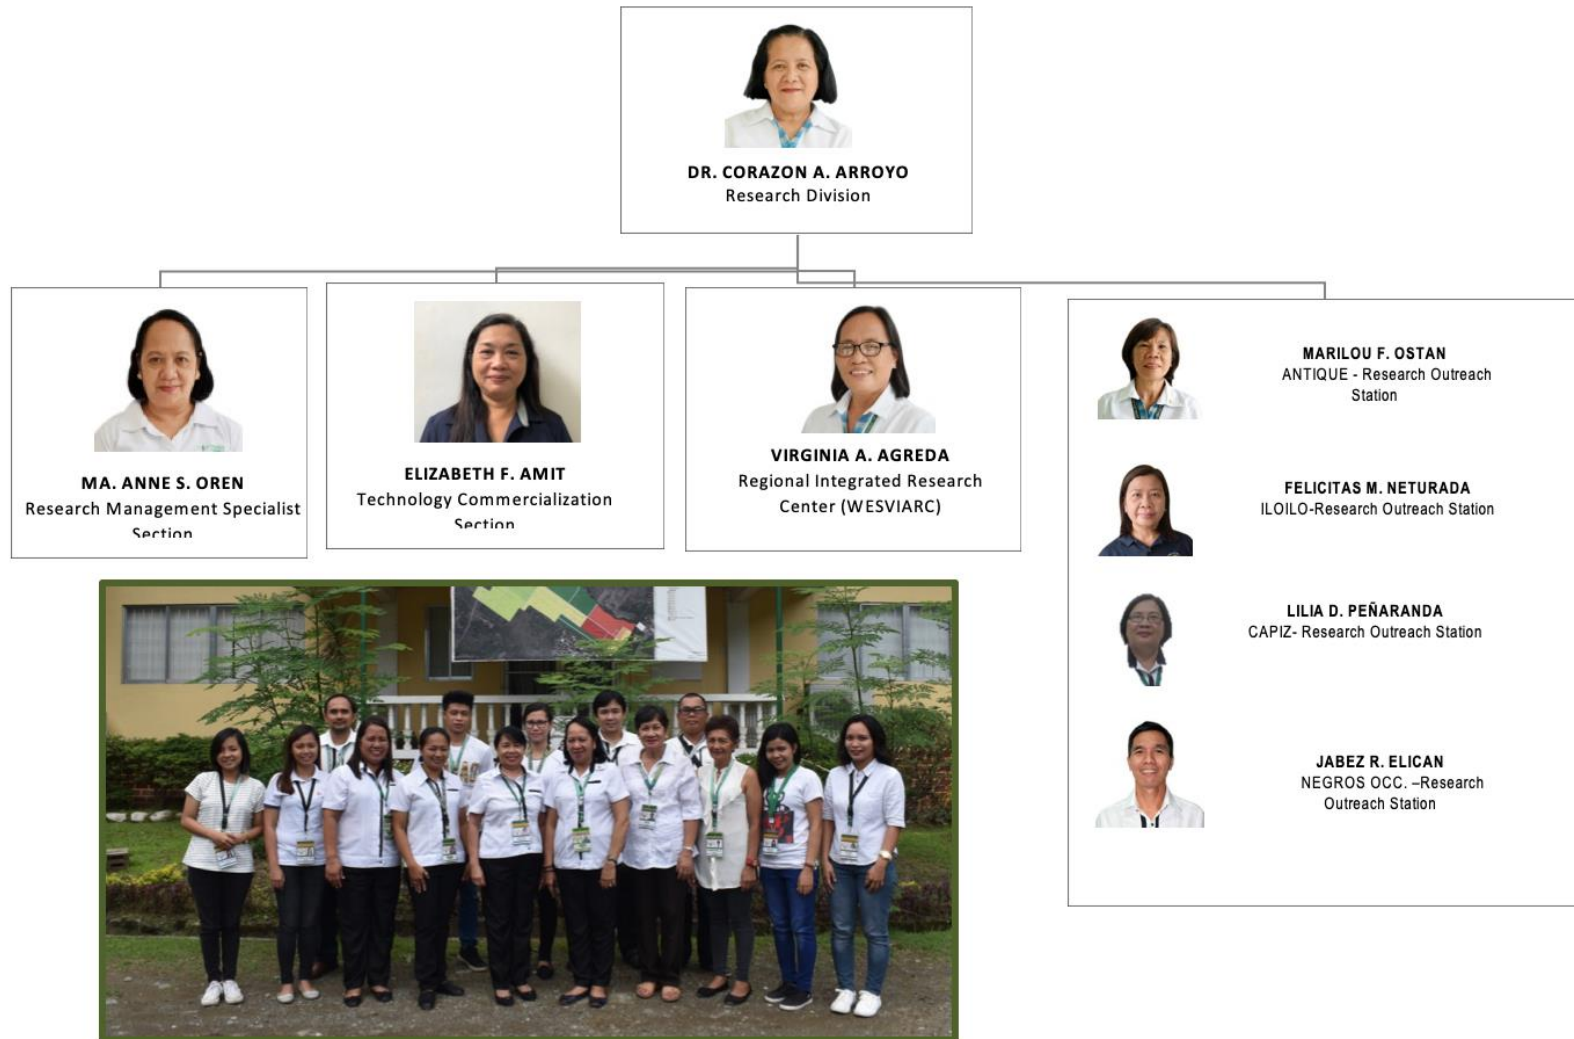 DR. CORAZON A. ARROYO
Research Division
MA. ANNE S. OREN
Research Management Specialist
Section
ELIZABETH F. AMIT
Technology Commercialization
Section
VIRGINIA A. AGREDA
Regional Integrated Research
Center (WESVIARC)
MARILOU F. OSTAN
ANTIQUE - Research Outreach
Station
FELICITAS M. NETURADA
ILOILO-Research Outreach Station
LILIA D. PEÑARANDA
CAPIZ- Research Outreach Station
JABEZ R. ELICAN
NEGROS OCC. –Research
Outreach Station